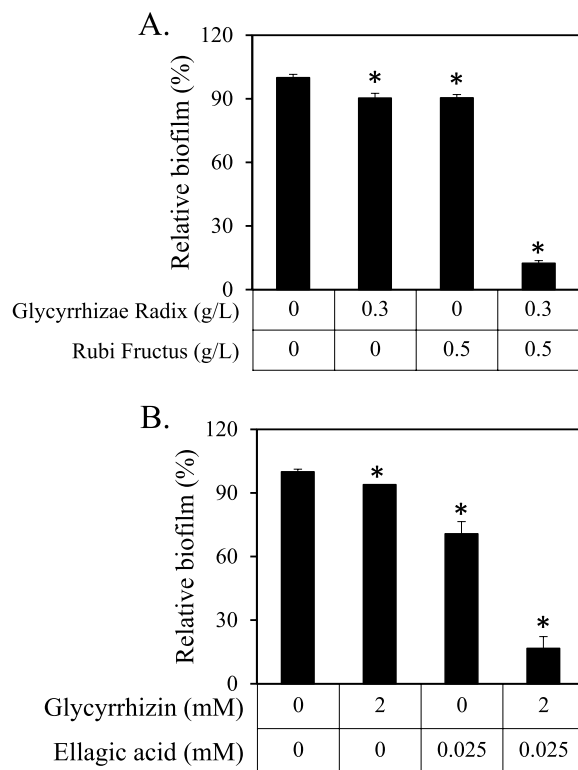 A.
Relative biofilm (%)
120
90
60
30
0
* * *
Glycyrrhizae Radix (g/L) 0 0.3 0 0.3
Rubi Fructus (g/L) 0 0 0.5 0.5
B.
Relative biofilm (%)
120
90
60
30
0
* * *
Glycyrrhizin (mM) 0 2 0 2
Ellagic acid (mM) 0 0 0.025 0.025